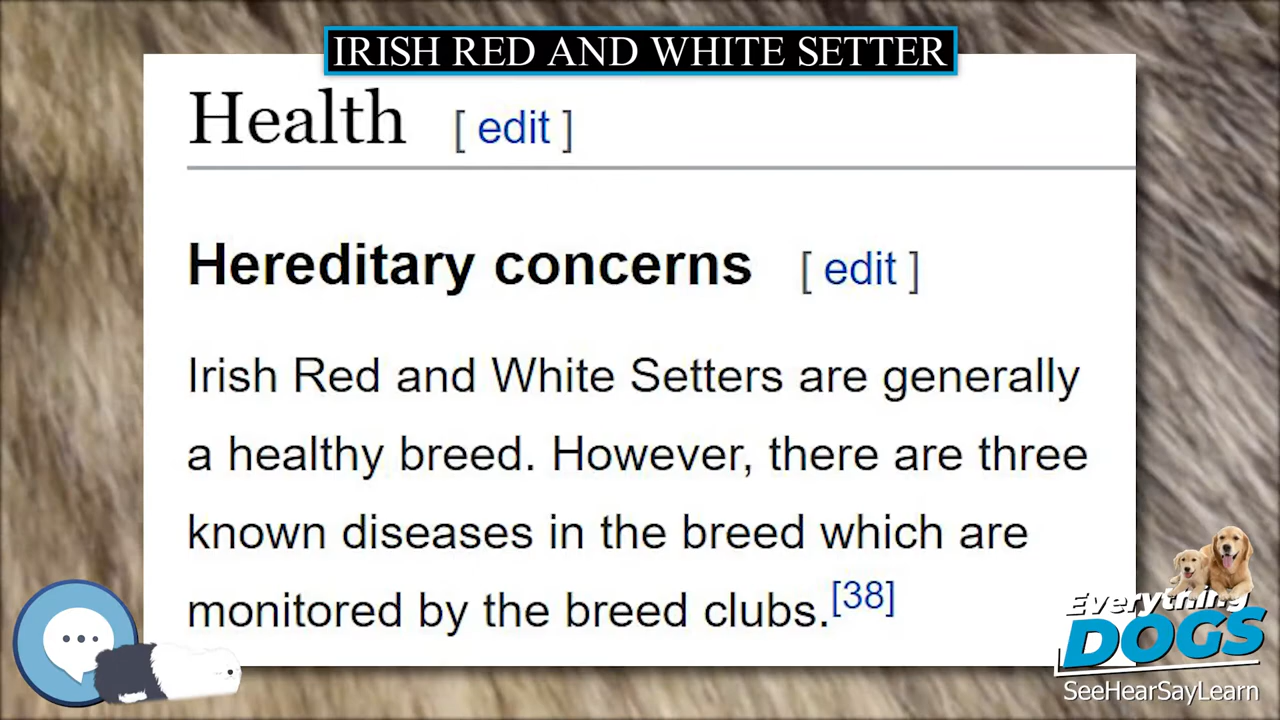 IRISH RED AND WHITE SETTER
Health [ edit ]
Hereditary concerns [ edit ]
Irish Red and White Setters are generally
a healthy breed. However, there are three
known diseases in the breed which are
monitored by the breed clubs.[38]
Everything
DOGS
SeeHearSayLearn